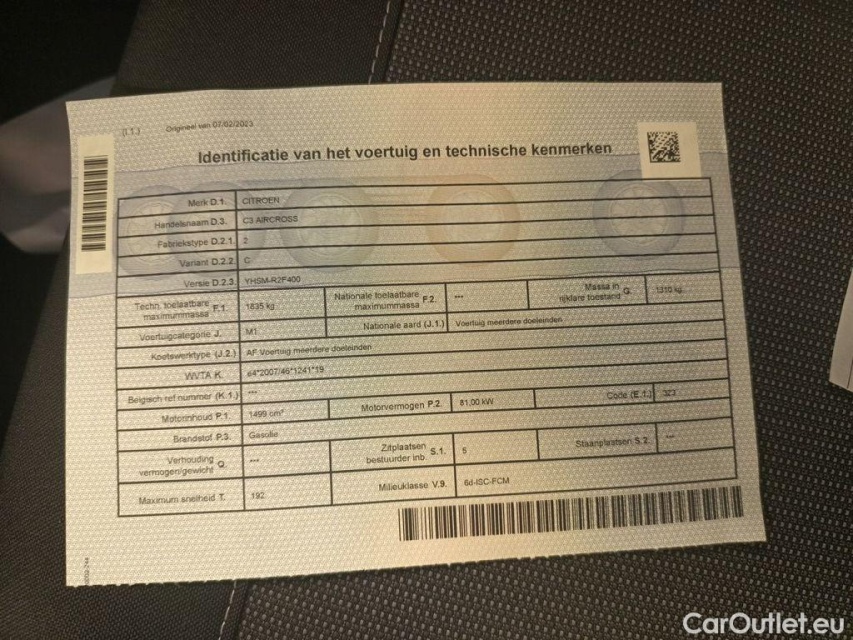 (I.1.) Origineel van 07/02/2023
Identificatie van het voertuig en technische kenmerken
Merk D.1. CITROEN
Handelsnaam D.3. C3 AIRCROSS
Fabriekstype D.2.1. 2
Variant D.2.2. C
Versie D.2.3. YHSM-R2F400
Techn. toelaatbare maximummassa F.1. 1835 kg Nationale toelaatbare maximummassa F.2. --- Massa in rijklare toestand G. 1310 kg
Voertuigcategorie J. M1 Nationale aard (J.1.) Voertuig meerdere doeleinden
Koetswerktype (J.2.) AF Voertuig meerdere doeleinden
WVTA K. e4*2007/46*1241*19
Belgisch ref nummer (K.1.) ---
Motorinhoud P.1. 1499 cm³ Motorvermogen P.2. 81,00 kW Code (E.1.) 323
Brandstof P.3. Gasolie
Verhouding vermogen/gewicht Q. --- Zitplaatsen bestuurder inb. S.1. 5 Staanplaatsen S.2. ---
Maximum snelheid T. 192 Milieuklasse V.9. 6d-ISC-FCM
CarOutlet.eu